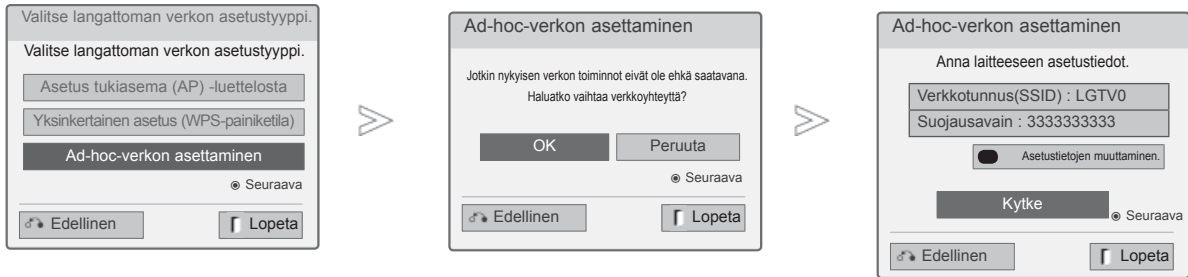 Valitse langattoman verkon asetustyyppi.
Valitse langattoman verkon asetustyyppi.
Asetus tukiasema (AP) -luettelosta
Yksinkertainen asetus (WPS-painiketila)
Ad-hoc-verkon asettaminen
Seuraava
Edellinen
Lopeta
Ad-hoc-verkon asettaminen
Jotkin nykyisen verkon toiminnot eivät ole ehkä saatavana.
Haluatko vaihtaa verkkoyhteyttä?
OK
Peruuta
Seuraava
Edellinen
Lopeta
Ad-hoc-verkon asettaminen
Anna laitteeseen asetustiedot.
Verkkotunnus(SSID) : LGTV0
Suojausavain : 3333333333
Asetustietojen muuttaminen.
Kytke
Seuraava
Edellinen
Lopeta